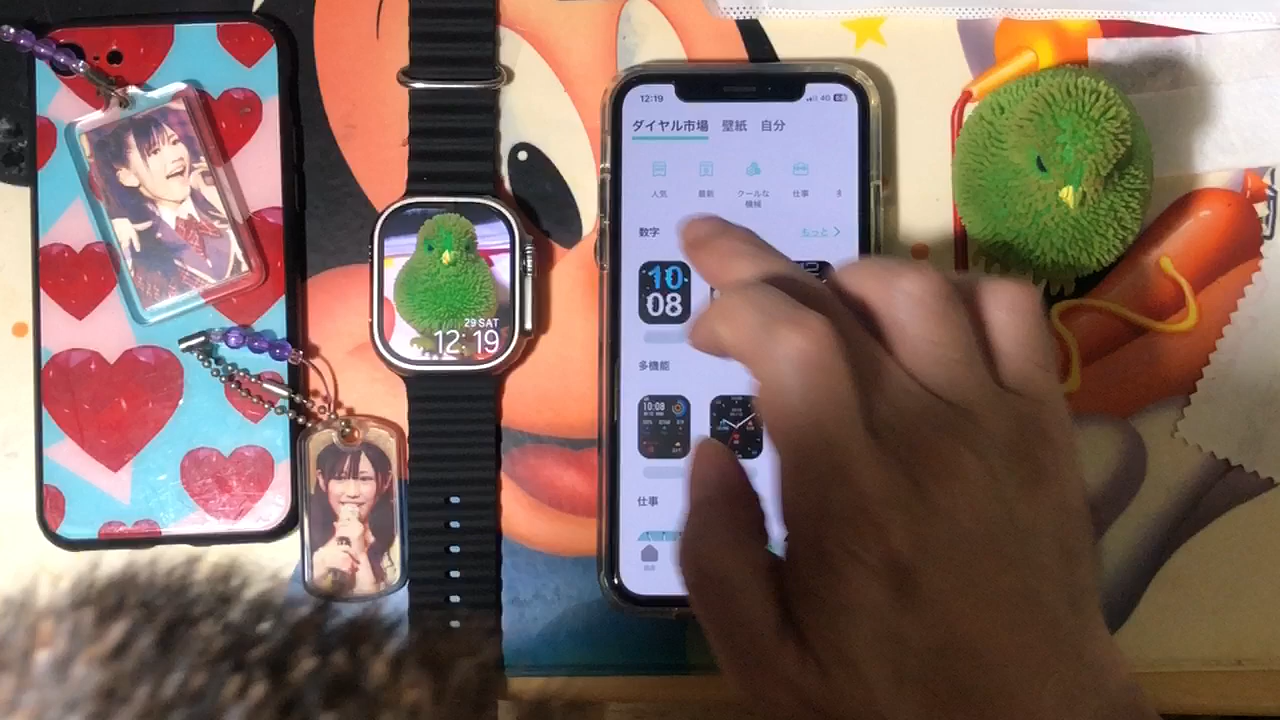 29 SAT
12:19
12:19
4G
ダイヤル市場 壁紙 自分
人気 最新 クールな 仕事
機械
数字 もっと
10
08
多機能
10:08
仕事